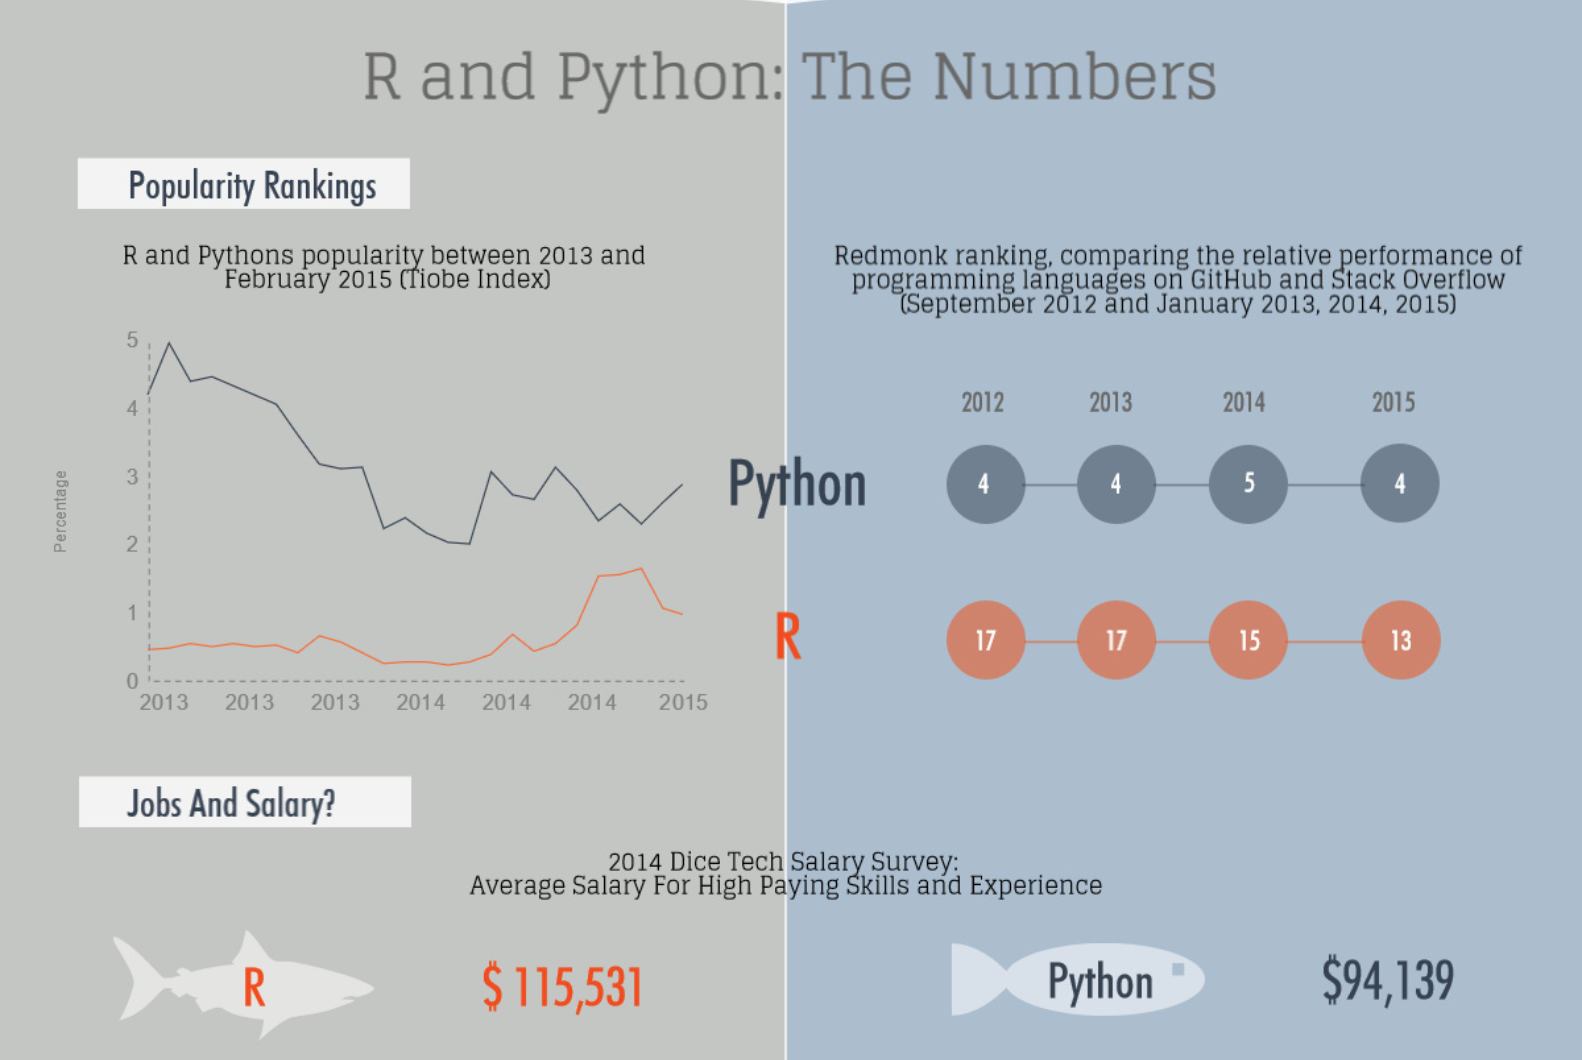 R and Python: The Numbers
Popularity Rankings
R and Pythons popularity between 2013 and
February 2015 (Tiobe Index)
Redmonk ranking, comparing the relative performance of
programming languages on GitHub and Stack Overflow
(September 2012 and January 2013, 2014, 2015)
5
4
3
2
1
0
Percentage
2013 2013 2013 2014 2014 2014 2015
2012 2013 2014 2015
Python 4 4 5 4
R 17 17 15 13
Jobs And Salary?
2014 Dice Tech Salary Survey:
Average Salary For High Paying Skills and Experience
R $ 115,531 Python $94,139